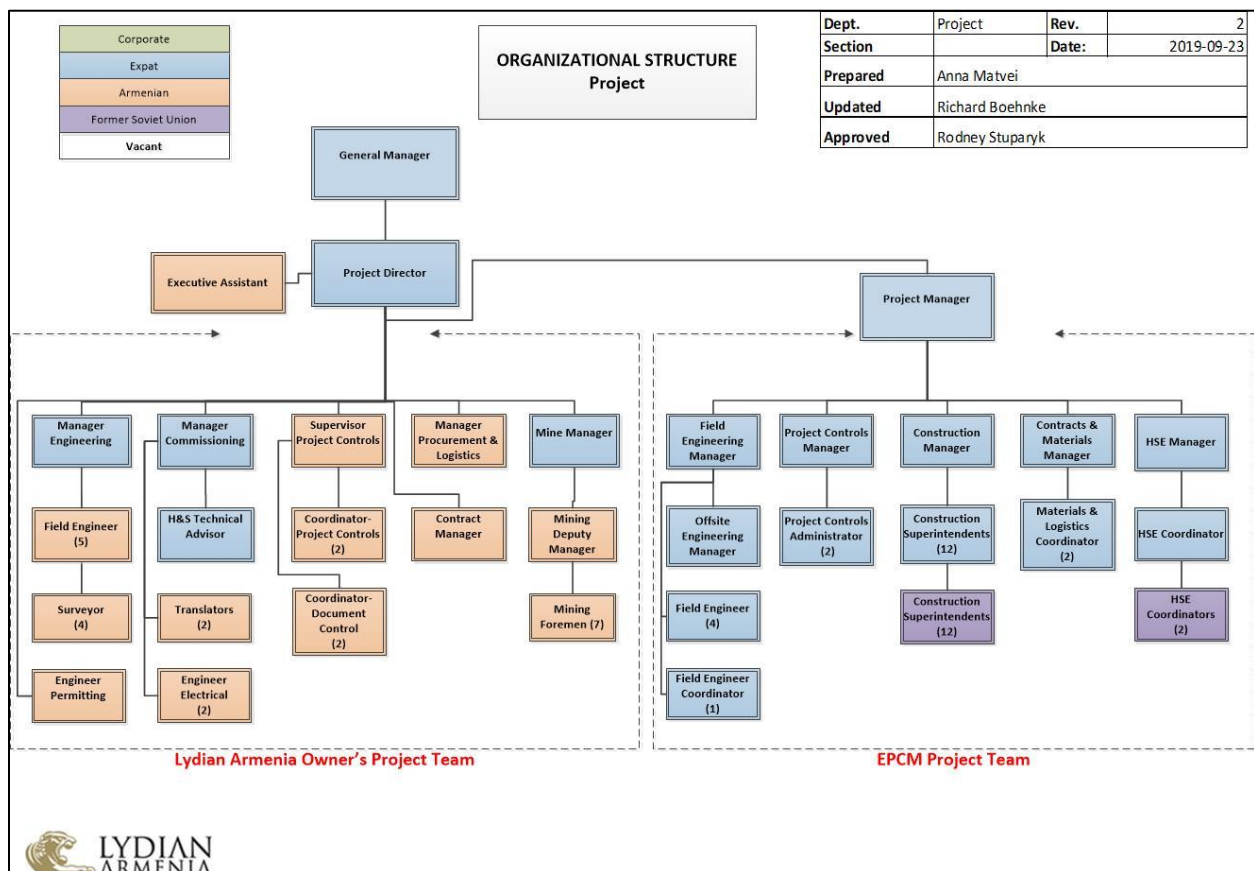 Corporate
Expat
Armenian
Former Soviet Union
Vacant
ORGANIZATIONAL STRUCTURE
Project
Dept. Project Rev. 2
Section Date: 2019-09-23
Prepared Anna Matvei
Updated Richard Boehnke
Approved Rodney Stuparyk
General Manager
Executive Assistant
Project Director
Project Manager
Manager
Engineering
Manager
Commissioning
Supervisor
Project Controls
Manager
Procurement &
Logistics
Mine Manager
Field
Engineering
Manager
Project Controls
Manager
Construction
Manager
Contracts &
Materials
Manager
HSE Manager
Field Engineer
(5)
H&S Technical
Advisor
Coordinator-
Project Controls
(2)
Contract
Manager
Mining
Deputy
Manager
Offsite
Engineering
Manager
Project Controls
Administrator
(2)
Construction
Superintendents
(12)
Materials &
Logistics
Coordinator
(2)
HSE Coordinator
Surveyor
(4)
Translators
(2)
Coordinator-
Document
Control
(2)
Mining
Foremen (7)
Field Engineer
(4)
Construction
Superintendents
(12)
HSE
Coordinators
(2)
Engineer
Permitting
Engineer
Electrical
(2)
Field Engineer
Coordinator
(1)
Lydian Armenia Owner's Project Team
EPCM Project Team
LYDIAN
ARMENIA